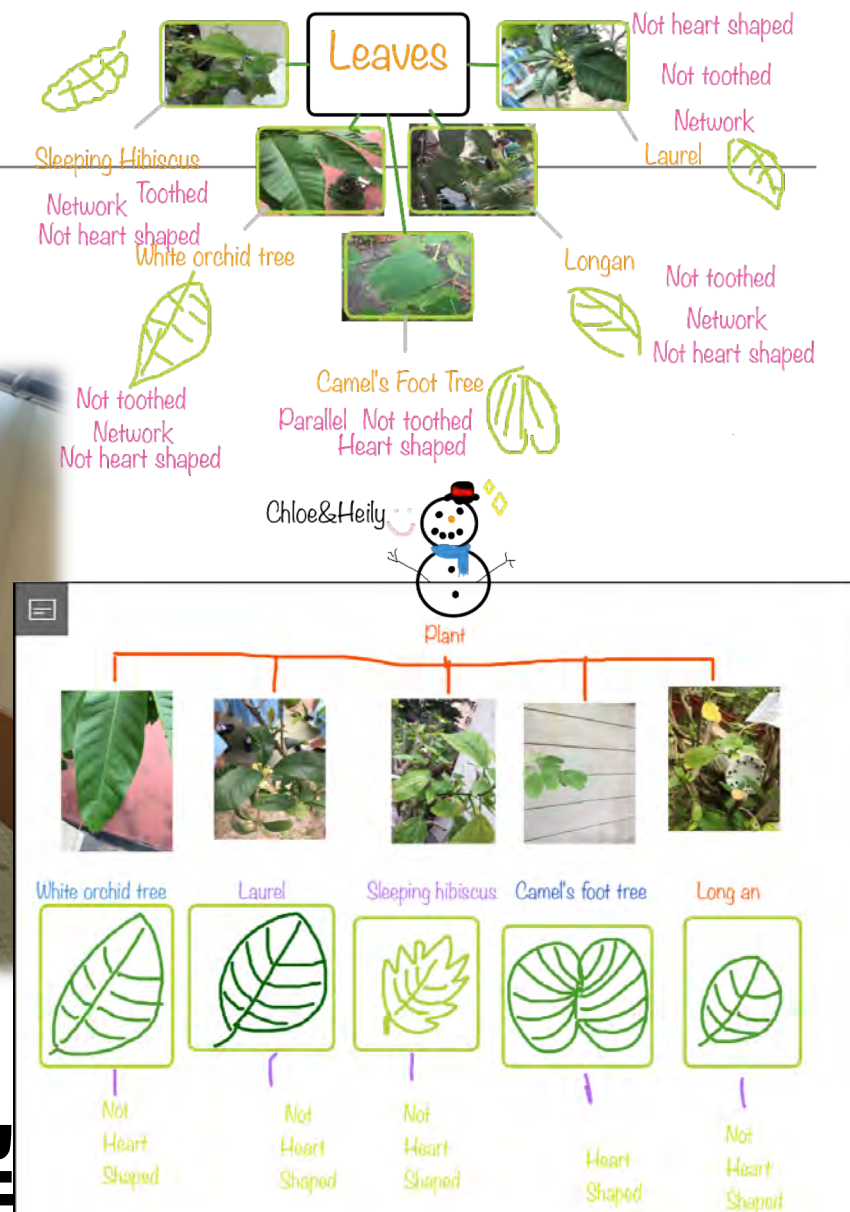 Leaves
Not heart shaped
Not toothed
Network
Laurel
Sleeping Hibiscus
Toothed
Network
Not heart shaped
White orchid tree
Not toothed
Network
Not heart shaped
Longan
Not toothed
Network
Not heart shaped
Camel's Foot Tree
Parallel Not toothed
Heart shaped
Chloe&Heily
Plant
White orchid tree
Laurel
Sleeping hibiscus
Camel's foot tree
Long an
Not
Heart
Shaped
Not
Heart
Shaped
Not
Heart
Shaped
Heart
Shaped
Not
Heart
Shaped